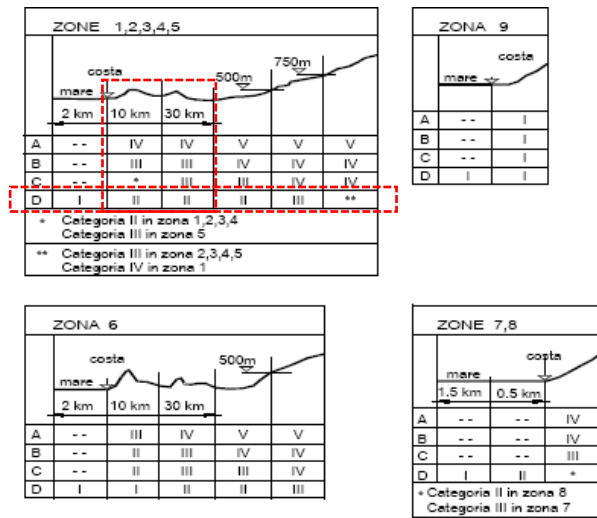 ZONE 1,2,3,4,5
costa
mare
500m
750m
2 km 10 km 30 km
A -- IV IV V V V
B -- III III IV IV IV
C -- * III III IV IV
D I II II II III **
* Categoria II in zona 1,2,3,4
Categoria III in zona 5
** Categoria III in zona 2,3,4,5
Categoria IV in zona 1
ZONA 9
costa
mare
A -- I
B -- I
C -- I
D I I
ZONA 6
costa
mare
500m
2 km 10 km 30 km
A -- III IV V V
B -- II III IV IV
C -- II III III IV
D I I II II III
ZONE 7,8
costa
mare
1.5 km 0.5 km
A -- -- IV
B -- -- IV
C -- -- III
D I II *
* Categoria II in zona 8
Categoria III in zona 7